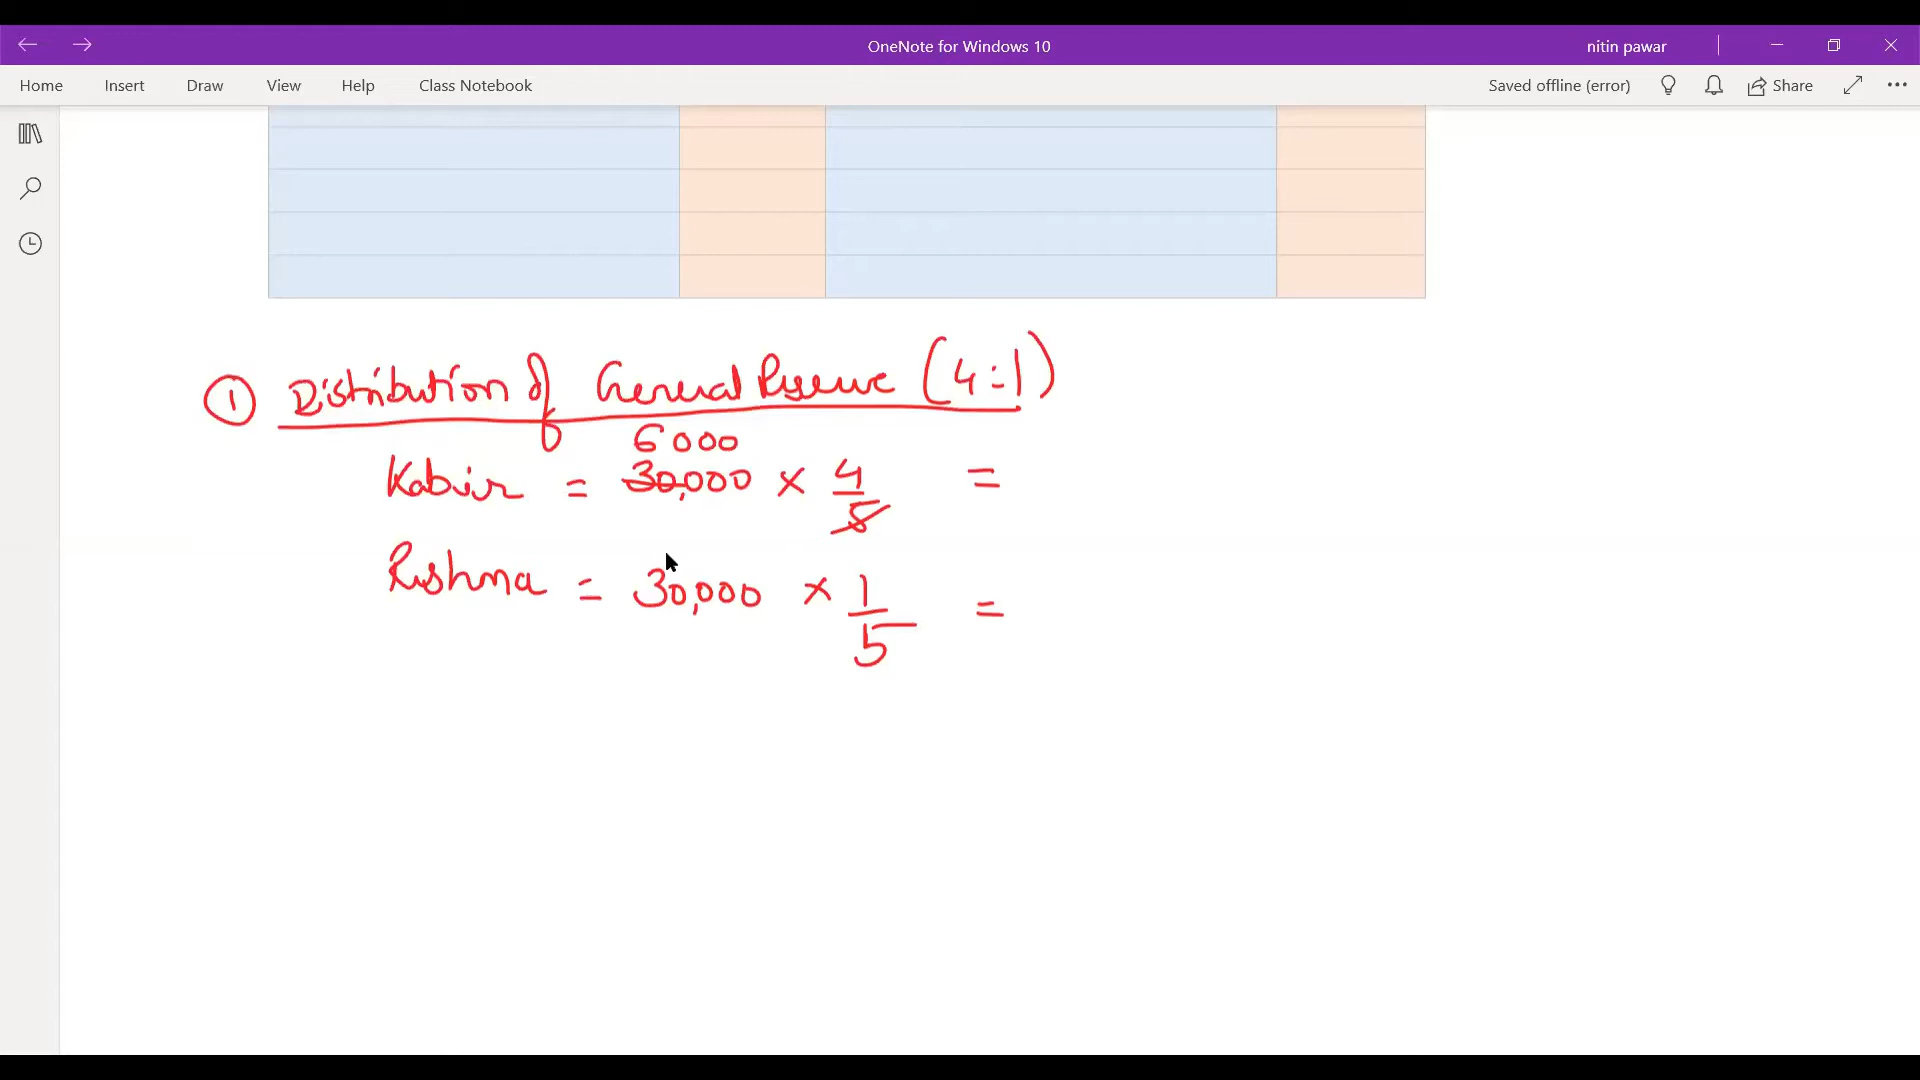 OneNote for Windows 10
nitin pawar
Home Insert Draw View Help Class Notebook
Saved offline (error) Share
① Distribution of General Reserve (4:1)
6000
Kabir = 30,000 × 4/5 =
Rishma = 30,000 × 1/5 =